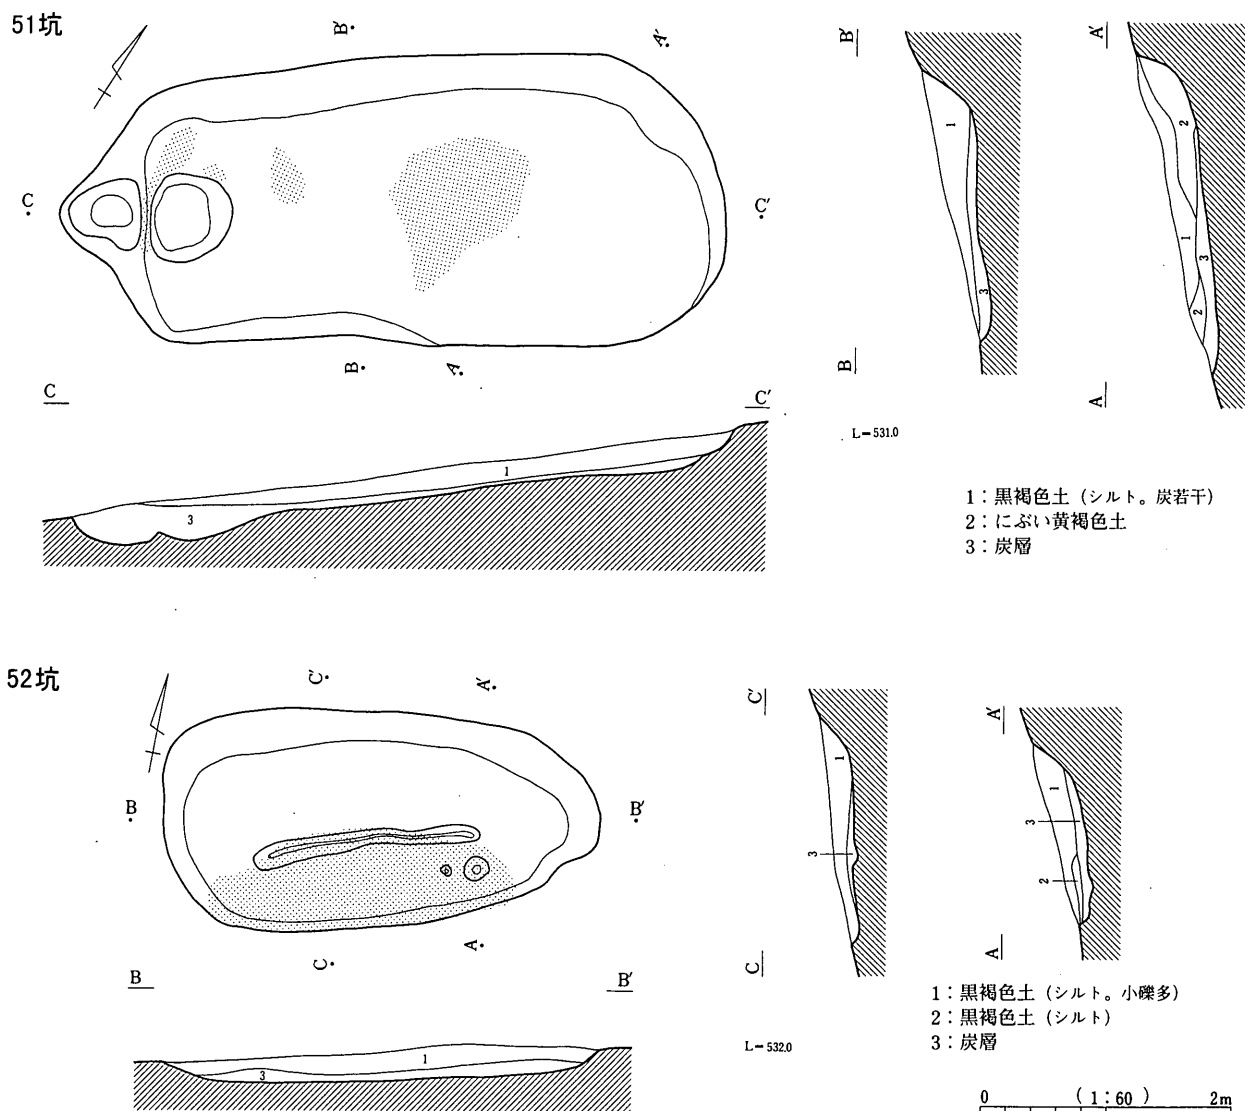 51坑
B′
A′
C
C′
B
A
B′
B
A′
A
1
3
2
1
3
2
C
C′
1
3
L=531.0
1：黒褐色土（シルト。炭若干）
2：にぶい黄褐色土
3：炭層
52坑
C′
A′
B
B′
C
A
C′
C
A′
A
1
3
1
3
2
B
B′
1
3
L=532.0
1：黒褐色土（シルト。小礫多）
2：黒褐色土（シルト）
3：炭層
0 （1:60） 2m